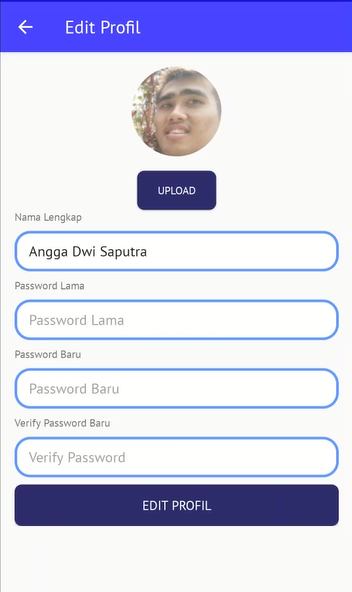 Edit Profil
UPLOAD
Nama Lengkap
Angga Dwi Saputra
Password Lama
Password Lama
Password Baru
Password Baru
Verify Password Baru
Verify Password
EDIT PROFIL